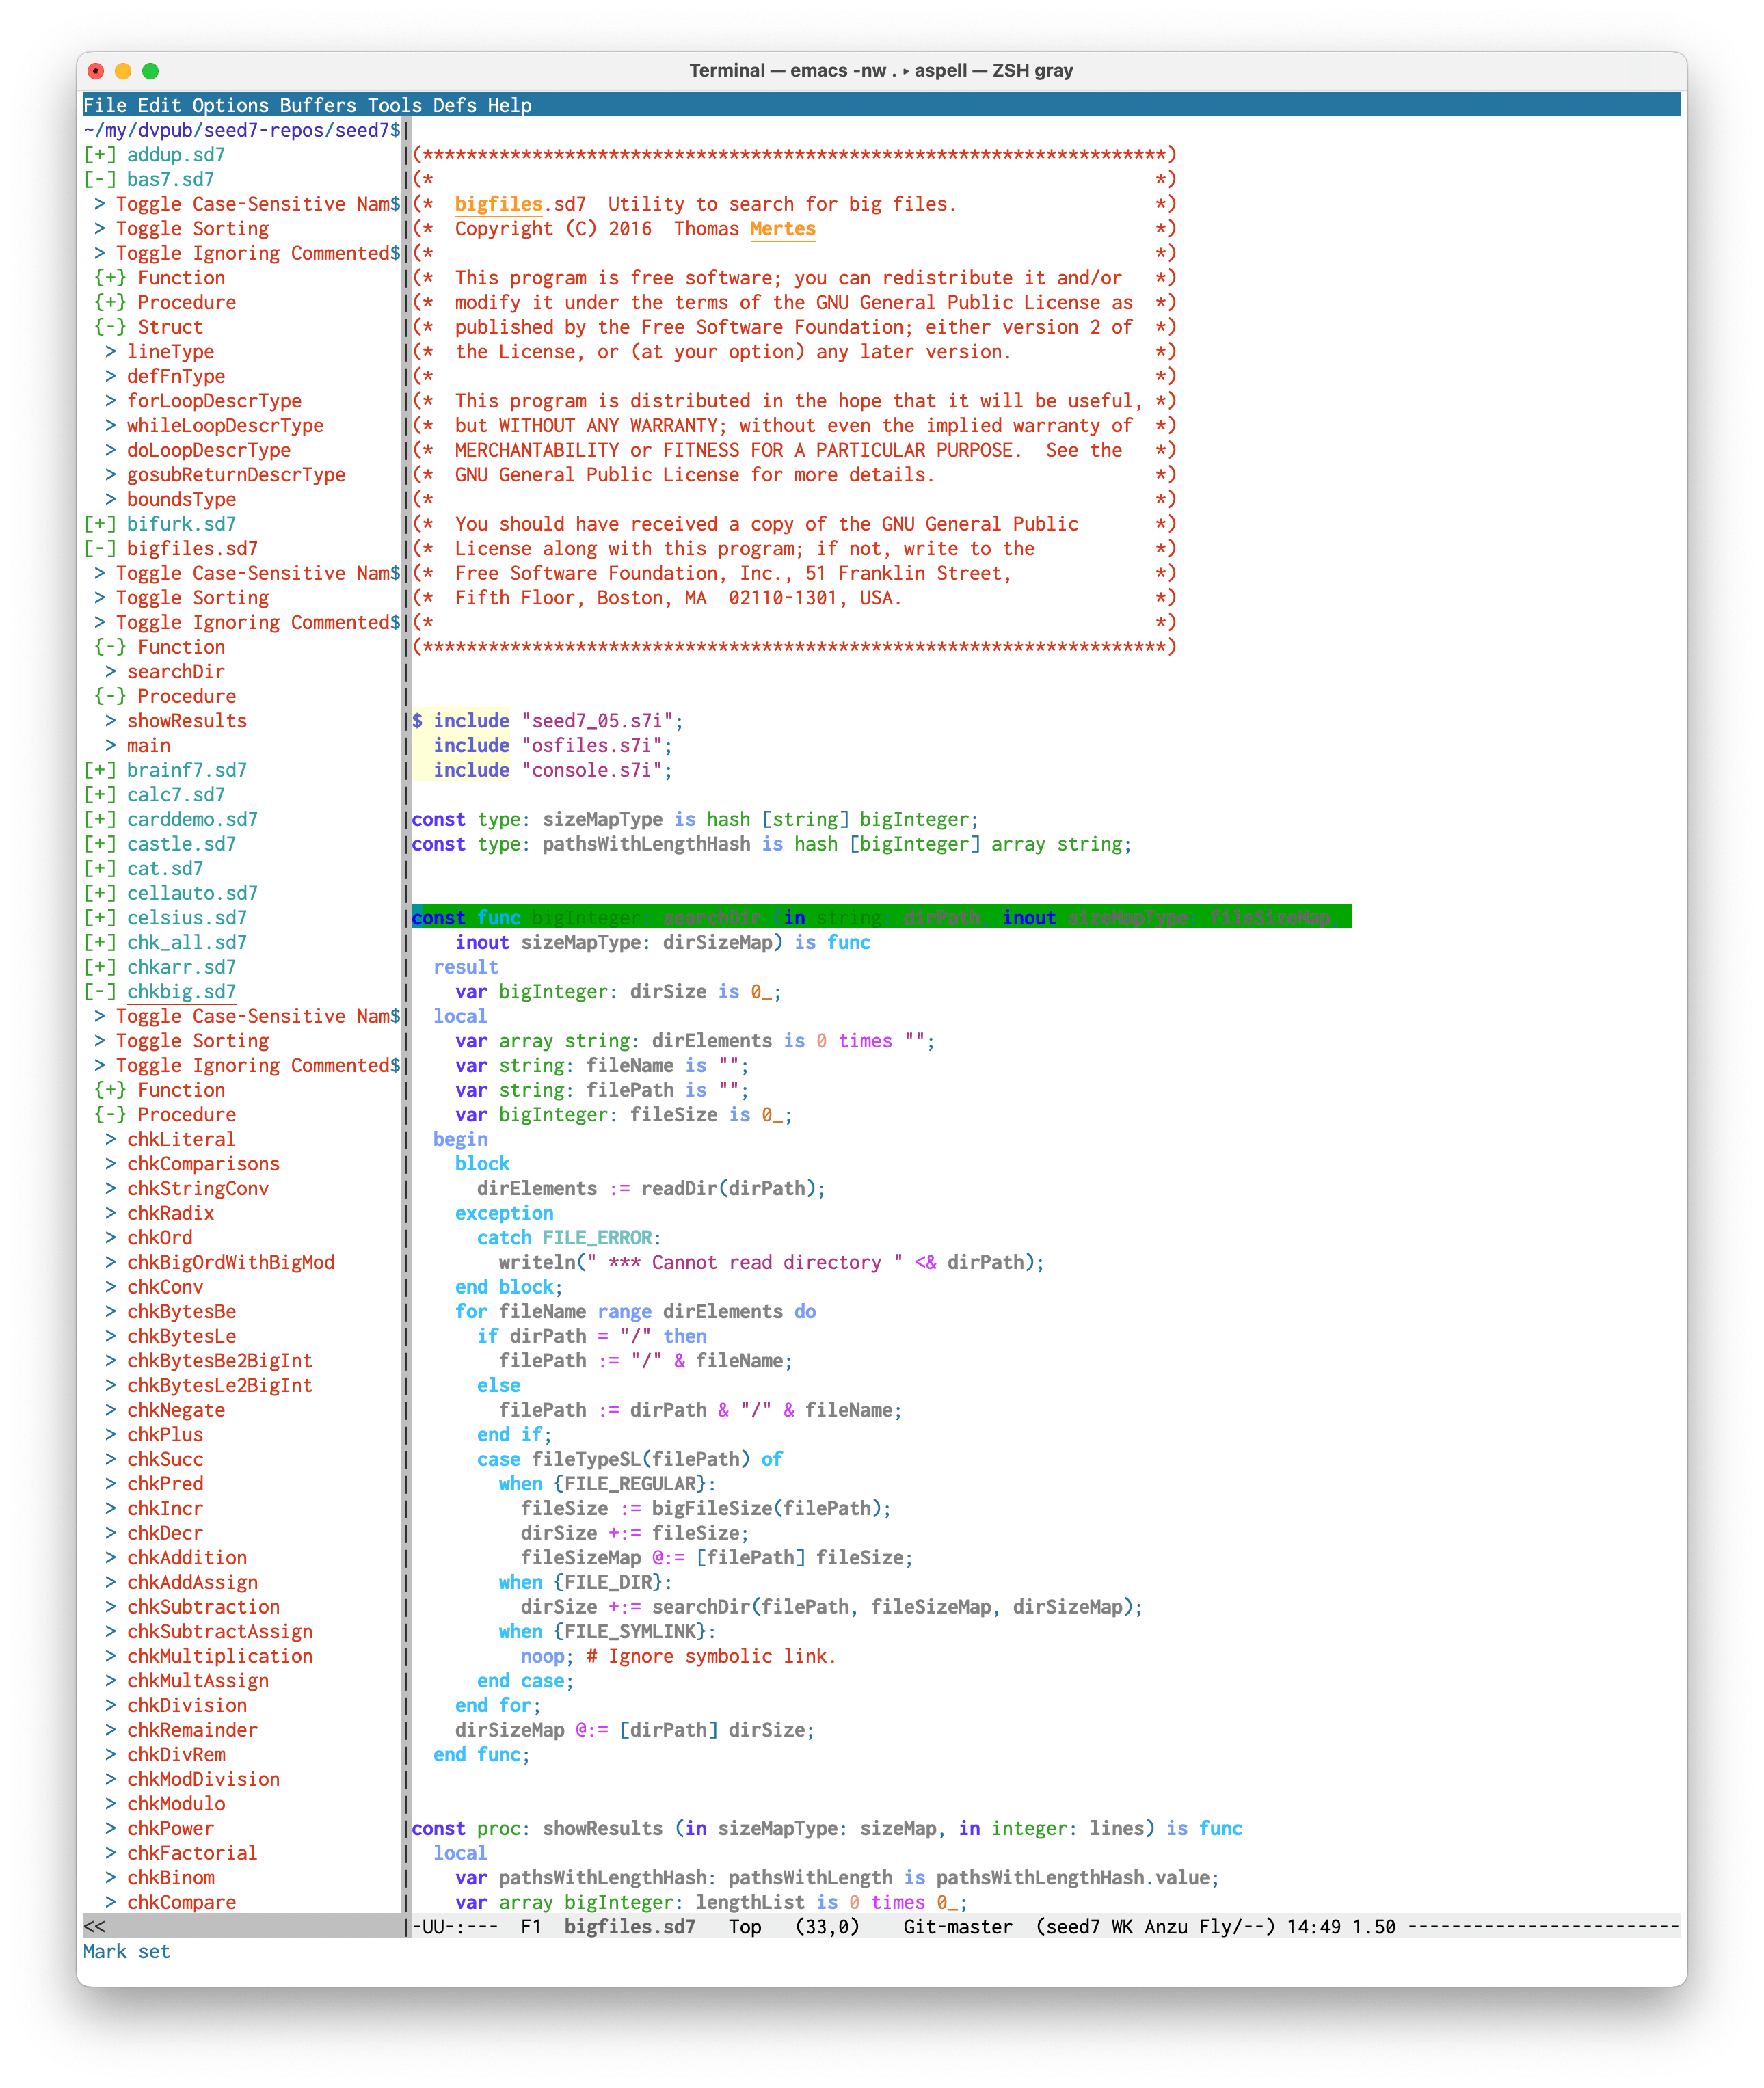 Terminal — emacs -nw . ▸ aspell — ZSH gray
File Edit Options Buffers Tools Defs Help
~/my/dvpub/seed7-repos/seed7$
[+] addup.sd7
[-] bas7.sd7
 > Toggle Case-Sensitive Nam$
 > Toggle Sorting
 > Toggle Ignoring Commented$
 {+} Function
 {+} Procedure
 {-} Struct
  > lineType
  > defFnType
  > forLoopDescrType
  > whileLoopDescrType
  > doLoopDescrType
  > gosubReturnDescrType
  > boundsType
[+] bifurk.sd7
[-] bigfiles.sd7
 > Toggle Case-Sensitive Nam$
 > Toggle Sorting
 > Toggle Ignoring Commented$
 {-} Function
  > searchDir
 {-} Procedure
  > showResults
  > main
[+] brainf7.sd7
[+] calc7.sd7
[+] carddemo.sd7
[+] castle.sd7
[+] cat.sd7
[+] cellauto.sd7
[+] celsius.sd7
[+] chk_all.sd7
[+] chkarr.sd7
[-] chkbig.sd7
 > Toggle Case-Sensitive Nam$
 > Toggle Sorting
 > Toggle Ignoring Commented$
 {+} Function
 {-} Procedure
  > chkLiteral
  > chkComparisons
  > chkStringConv
  > chkRadix
  > chkOrd
  > chkBigOrdWithBigMod
  > chkConv
  > chkBytesBe
  > chkBytesLe
  > chkBytesBe2BigInt
  > chkBytesLe2BigInt
  > chkNegate
  > chkPlus
  > chkSucc
  > chkPred
  > chkIncr
  > chkDecr
  > chkAddition
  > chkAddAssign
  > chkSubtraction
  > chkSubtractAssign
  > chkMultiplication
  > chkMultAssign
  > chkDivision
  > chkRemainder
  > chkDivRem
  > chkModDivision
  > chkModulo
  > chkPower
  > chkFactorial
  > chkBinom
  > chkCompare
<<
(********************************************************************)
(*                                                                  *)
(*  bigfiles.sd7  Utility to search for big files.                  *)
(*  Copyright (C) 2016  Thomas Mertes                               *)
(*                                                                  *)
(*  This program is free software; you can redistribute it and/or   *)
(*  modify it under the terms of the GNU General Public License as  *)
(*  published by the Free Software Foundation; either version 2 of  *)
(*  the License, or (at your option) any later version.             *)
(*                                                                  *)
(*  This program is distributed in the hope that it will be useful, *)
(*  but WITHOUT ANY WARRANTY; without even the implied warranty of  *)
(*  MERCHANTABILITY or FITNESS FOR A PARTICULAR PURPOSE.  See the   *)
(*  GNU General Public License for more details.                    *)
(*                                                                  *)
(*  You should have received a copy of the GNU General Public       *)
(*  License along with this program; if not, write to the           *)
(*  Free Software Foundation, Inc., 51 Franklin Street,             *)
(*  Fifth Floor, Boston, MA  02110-1301, USA.                       *)
(*                                                                  *)
(********************************************************************)
$ include "seed7_05.s7i";
  include "osfiles.s7i";
  include "console.s7i";
const type: sizeMapType is hash [string] bigInteger;
const type: pathsWithLengthHash is hash [bigInteger] array string;
const func bigInteger: searchDir (in string: dirPath, inout sizeMapType: fileSizeMap,
    inout sizeMapType: dirSizeMap) is func
  result
    var bigInteger: dirSize is 0_;
  local
    var array string: dirElements is 0 times "";
    var string: fileName is "";
    var string: filePath is "";
    var bigInteger: fileSize is 0_;
  begin
    block
      dirElements := readDir(dirPath);
    exception
      catch FILE_ERROR:
        writeln(" *** Cannot read directory " <& dirPath);
    end block;
    for fileName range dirElements do
      if dirPath = "/" then
        filePath := "/" & fileName;
      else
        filePath := dirPath & "/" & fileName;
      end if;
      case fileTypeSL(filePath) of
        when {FILE_REGULAR}:
          fileSize := bigFileSize(filePath);
          dirSize +:= fileSize;
          fileSizeMap @:= [filePath] fileSize;
        when {FILE_DIR}:
          dirSize +:= searchDir(filePath, fileSizeMap, dirSizeMap);
        when {FILE_SYMLINK}:
          noop; # Ignore symbolic link.
      end case;
    end for;
    dirSizeMap @:= [dirPath] dirSize;
  end func;
const proc: showResults (in sizeMapType: sizeMap, in integer: lines) is func
  local
    var pathsWithLengthHash: pathsWithLength is pathsWithLengthHash.value;
    var array bigInteger: lengthList is 0 times 0_;
-UU-:---  F1  bigfiles.sd7   Top   (33,0)    Git-master  (seed7 WK Anzu Fly/--) 14:49 1.50 -------------------------
Mark set